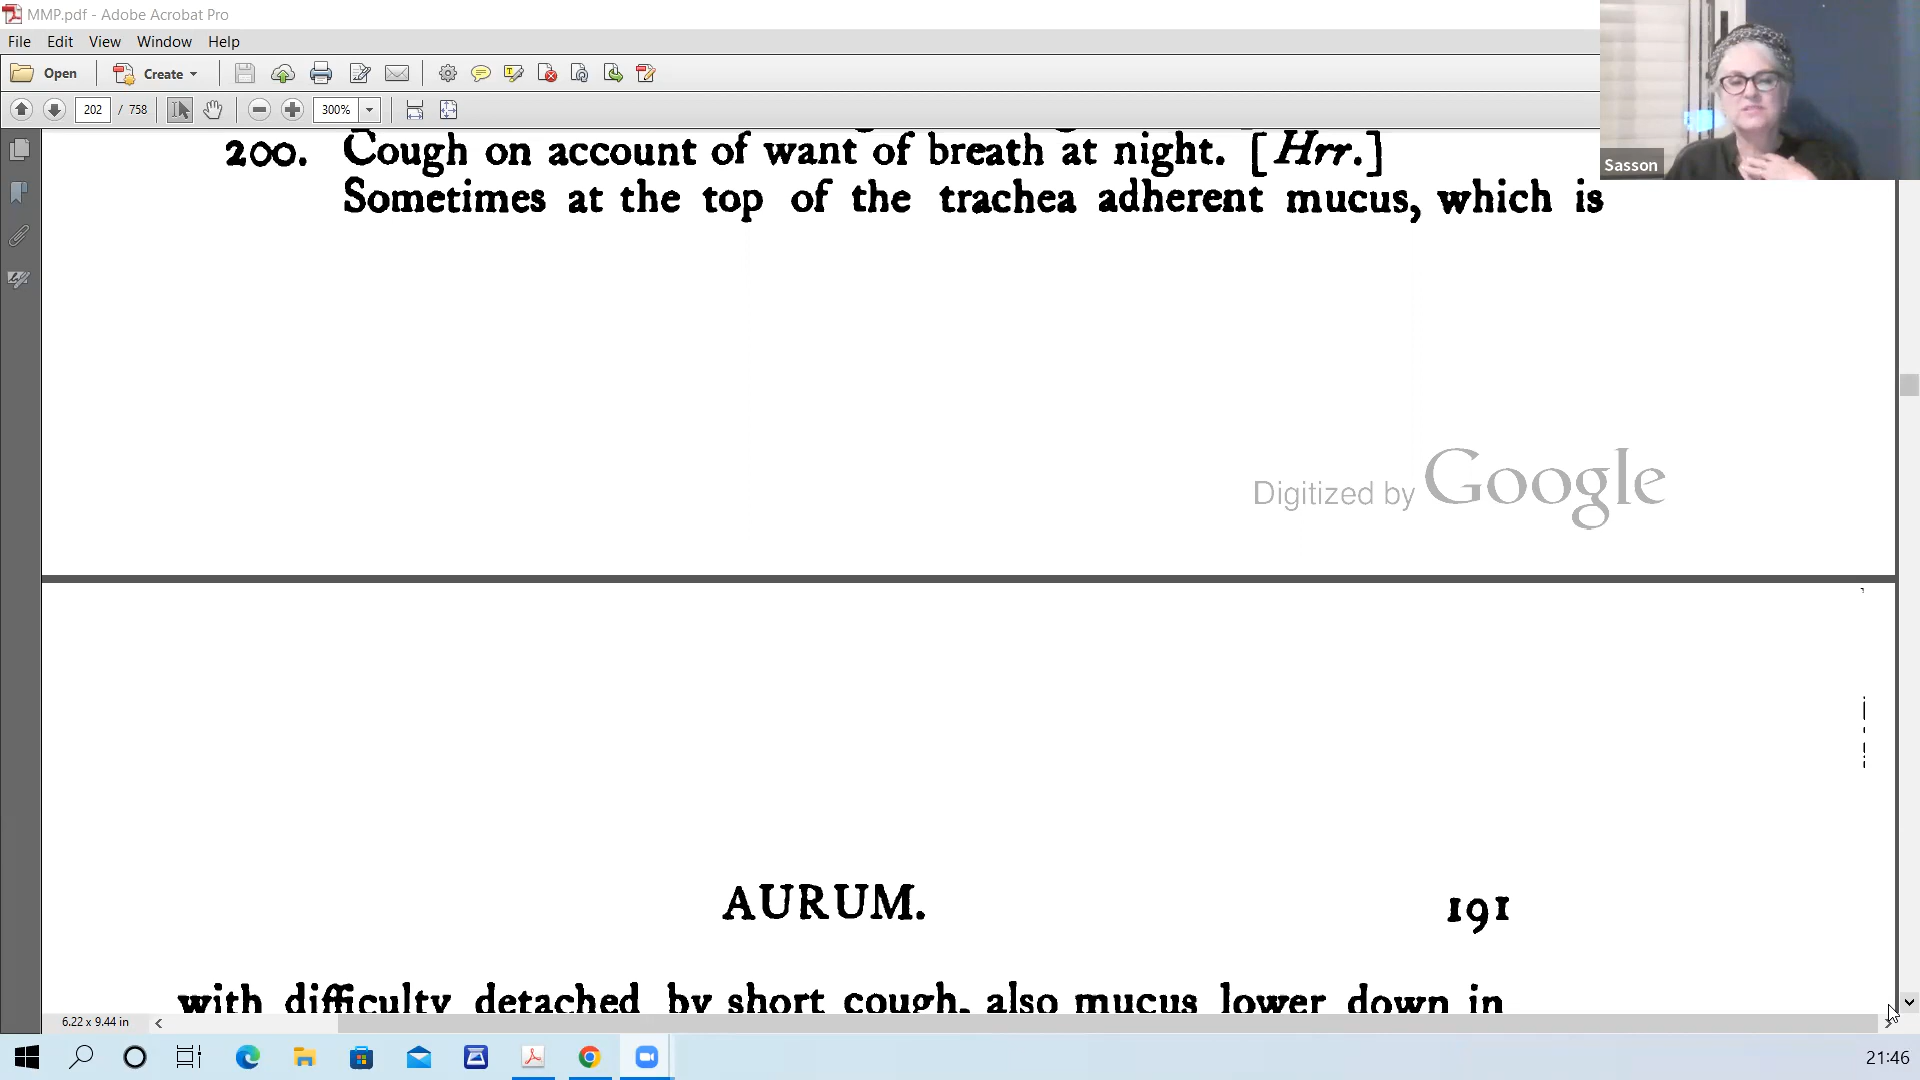 MMP.pdf - Adobe Acrobat Pro
File Edit View Window Help
Open Create
202 / 758 300%
200. Cough on account of want of breath at night. [Hrr.]
Sometimes at the top of the trachea adherent mucus, which is
Sasson
Digitized by Google
AURUM. 191
with difficulty detached by short cough, also mucus lower down in
6.22 x 9.44 in
21:46